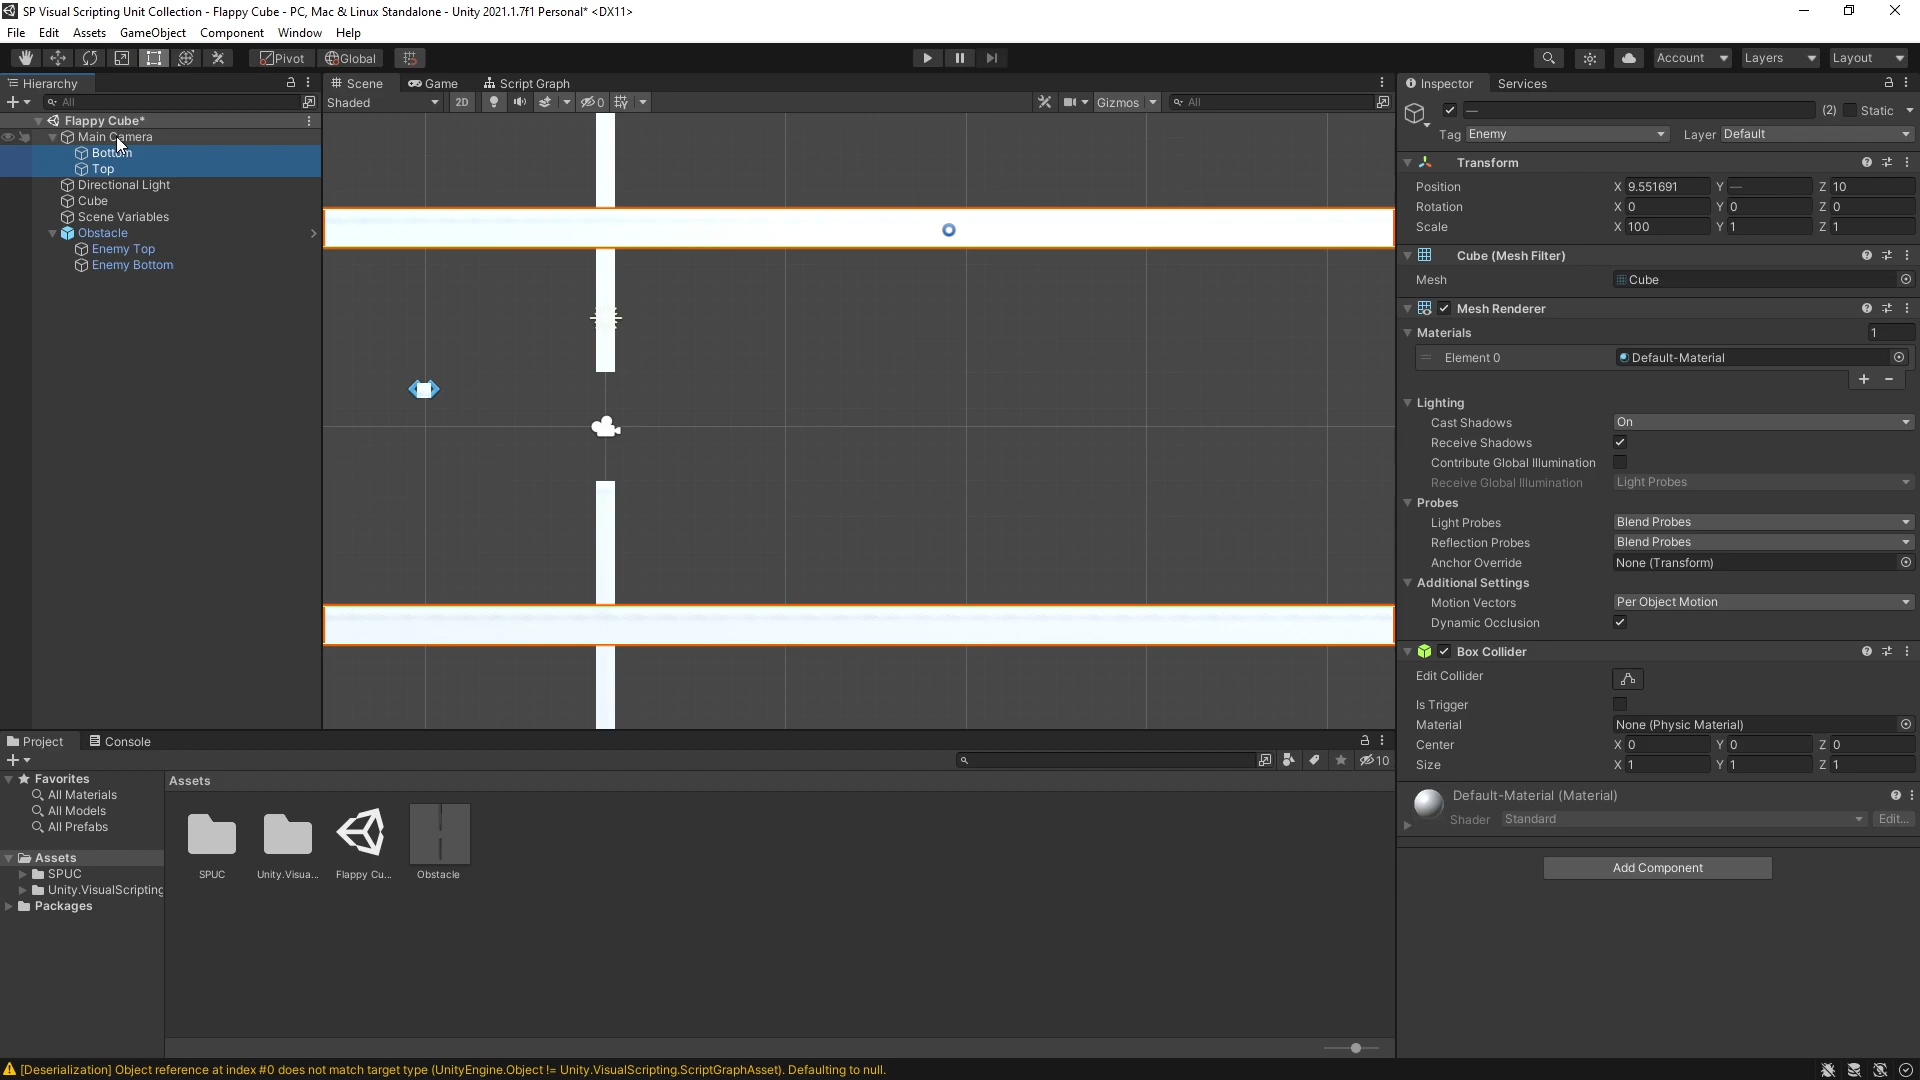 SP Visual Scripting Unit Collection - Flappy Cube - PC, Mac & Linux Standalone - Unity 2021.1.7f1 Personal* <DX11>
File Edit Assets GameObject Component Window Help
Pivot Global Account Layers Layout
Hierarchy
All
Flappy Cube*
Main Camera
Bottom
Top
Directional Light
Cube
Scene Variables
Obstacle
Enemy Top
Enemy Bottom
Scene Game Script Graph
Shaded 2D 0 Gizmos All
Inspector Services
— (2) Static
Tag Enemy Layer Default
Transform
Position X 9.551691 Y — Z 10
Rotation X 0 Y 0 Z 0
Scale X 100 Y 1 Z 1
Cube (Mesh Filter)
Mesh Cube
Mesh Renderer
Materials 1
Element 0 Default-Material
Lighting
Cast Shadows On
Receive Shadows
Contribute Global Illumination
Receive Global Illumination Light Probes
Probes
Light Probes Blend Probes
Reflection Probes Blend Probes
Anchor Override None (Transform)
Additional Settings
Motion Vectors Per Object Motion
Dynamic Occlusion
Box Collider
Edit Collider
Is Trigger
Material None (Physic Material)
Center X 0 Y 0 Z 0
Size X 1 Y 1 Z 1
Default-Material (Material)
Shader Standard Edit...
Add Component
Project Console
10
Favorites
All Materials
All Models
All Prefabs
Assets
SPUC
Unity.VisualScripting
Packages
Assets
SPUC Unity.Visua... Flappy Cu... Obstacle
[Deserialization] Object reference at index #0 does not match target type (UnityEngine.Object != Unity.VisualScripting.ScriptGraphAsset). Defaulting to null.